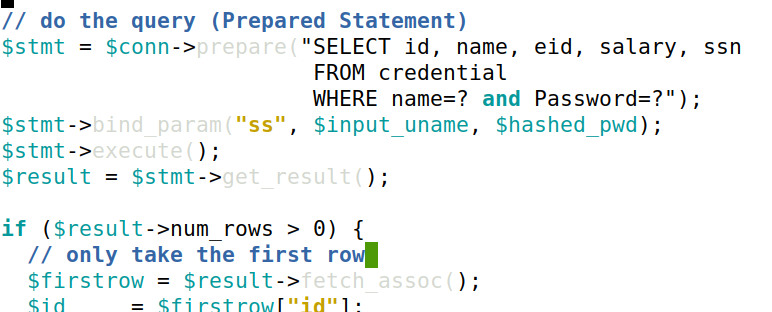 // do the query (Prepared Statement)
$stmt = $conn->prepare("SELECT id, name, eid, salary, ssn
                        FROM credential
                        WHERE name=? and Password=?");
$stmt->bind_param("ss", $input_uname, $hashed_pwd);
$stmt->execute();
$result = $stmt->get_result();

if ($result->num_rows > 0) {
  // only take the first row
  $firstrow = $result->fetch_assoc();
  $id     = $firstrow["id"];